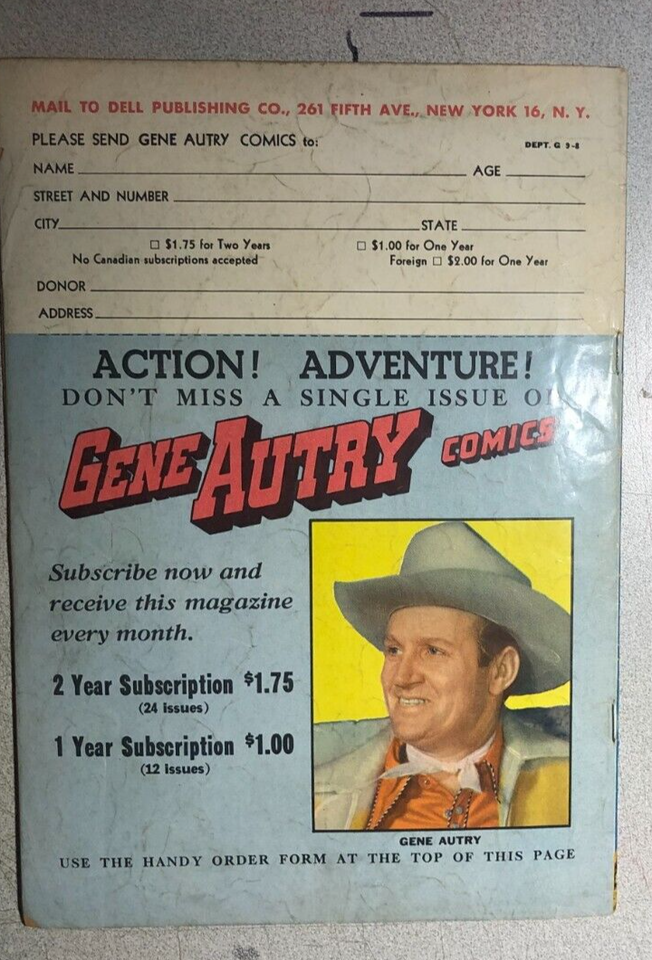 MAIL TO DELL PUBLISHING CO., 261 FIFTH AVE., NEW YORK 16, N. Y.
PLEASE SEND GENE AUTRY COMICS to: DEPT. G 9-8
NAME AGE
STREET AND NUMBER
CITY STATE
☐ $1.75 for Two Years ☐ $1.00 for One Year
No Canadian subscriptions accepted Foreign ☐ $2.00 for One Year
DONOR
ADDRESS
ACTION! ADVENTURE!
DON'T MISS A SINGLE ISSUE OF
GENE AUTRY COMICS
Subscribe now and
receive this magazine
every month.
2 Year Subscription $1.75
(24 issues)
1 Year Subscription $1.00
(12 issues)
GENE AUTRY
USE THE HANDY ORDER FORM AT THE TOP OF THIS PAGE